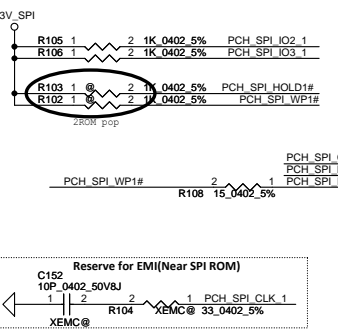 3V_SPI
R105 1 2 1K_0402_5% PCH_SPI_IO2_1
R106 1 2 1K_0402_5% PCH_SPI_IO3_1
R103 1 @ 2 1K_0402_5% PCH_SPI_HOLD1#
R102 1 @ 2 1K_0402_5% PCH_SPI_WP1#
2ROM pop
PCH_SPI_
PCH_SPI_
PCH_SPI_WP1# 2 1 PCH_SPI_
R108 15_0402_5%
Reserve for EMI(Near SPI ROM)
C152
10P_0402_50V8J
1 2 2 1 PCH_SPI_CLK_1
R104 XEMC@ 33_0402_5%
XEMC@